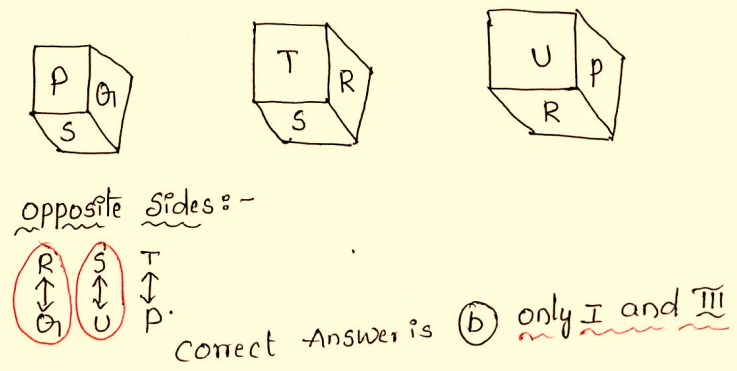 P Q S
T R S
U P R
Opposite Sides :-
R S T
↕ ↕ ↕
Q U P.
Correct Answer is (b) only I and III